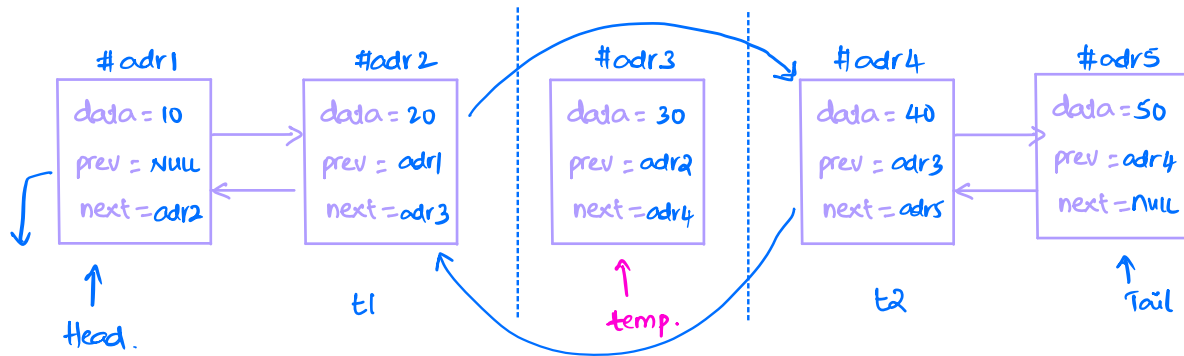 #adr1
data = 10
prev = NULL
next = adr2
Head.
#adr2
data = 20
prev = adr1
next = adr3
t1
#adr3
data = 30
prev = adr2
next = adr4
temp.
#adr4
data = 40
prev = adr3
next = adr5
t2
#adr5
data = 50
prev = adr4
next = NULL
Tail